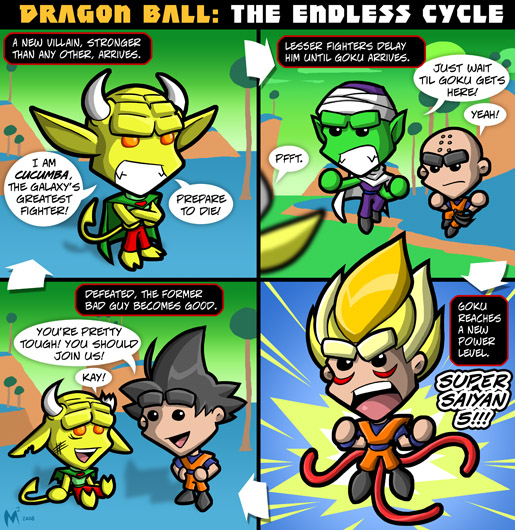 DRAGON BALL: THE ENDLESS CYCLE
A NEW VILLAIN, STRONGER
THAN ANY OTHER, ARRIVES.
I AM
CUCUMBA,
THE GALAXY'S
GREATEST
FIGHTER!
PREPARE
TO DIE!
LESSER FIGHTERS DELAY
HIM UNTIL GOKU ARRIVES.
JUST WAIT
TIL GOKU GETS
HERE!
YEAH!
PFFT.
GOKU
REACHES
A NEW
POWER
LEVEL.
SUPER
SAIYAN
5!!!!
DEFEATED, THE FORMER
BAD GUY BECOMES GOOD.
YOU'RE PRETTY
TOUGH! YOU SHOULD
JOIN US!
KAY!